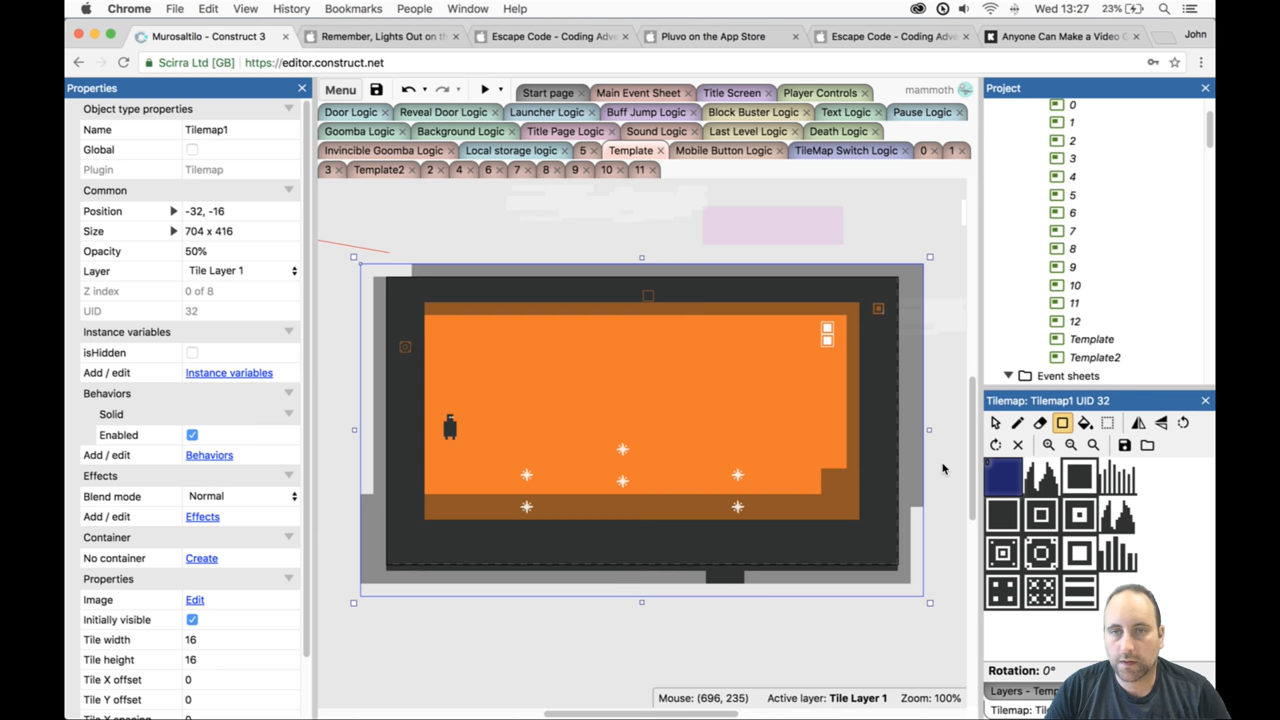 Chrome File Edit View History Bookmarks People Window Help Wed 13:27 23%
Murosaltilo - Construct 3 × Remember, Lights Out on th × Escape Code - Coding Adve × Pluvo on the App Store × Escape Code - Coding Adve × Anyone Can Make a Video G × John
Scirra Ltd [GB] https://editor.construct.net
Properties
Object type properties
Name Tilemap1
Global
Plugin Tilemap
Common
Position -32, -16
Size 704 x 416
Opacity 50%
Layer Tile Layer 1
Z index 0 of 8
UID 32
Instance variables
isHidden
Add / edit Instance variables
Behaviors
Solid
Enabled
Add / edit Behaviors
Effects
Blend mode Normal
Add / edit Effects
Container
No container Create
Properties
Image Edit
Initially visible
Tile width 16
Tile height 16
Tile X offset 0
Tile Y offset 0
Menu Start page × Main Event Sheet × Title Screen × Player Controls × mammoth
Door Logic × Reveal Door Logic × Launcher Logic × Buff Jump Logic × Block Buster Logic × Text Logic × Pause Logic ×
Goomba Logic × Background Logic × Title Page Logic × Sound Logic × Last Level Logic × Death Logic ×
Invincible Goomba Logic × Local storage logic × 5 × Template × Mobile Button Logic × TileMap Switch Logic × 0 × 1 ×
3 × Template2 × 2 × 4 × 6 × 7 × 8 × 9 × 10 × 11 ×
Mouse: (696, 235) Active layer: Tile Layer 1 Zoom: 100%
Project
0
1
2
3
4
5
6
7
8
9
10
11
12
Template
Template2
Event sheets
Tilemap: Tilemap1 UID 32
Rotation: 0°
Layers - Temp
Tilemap: Tile